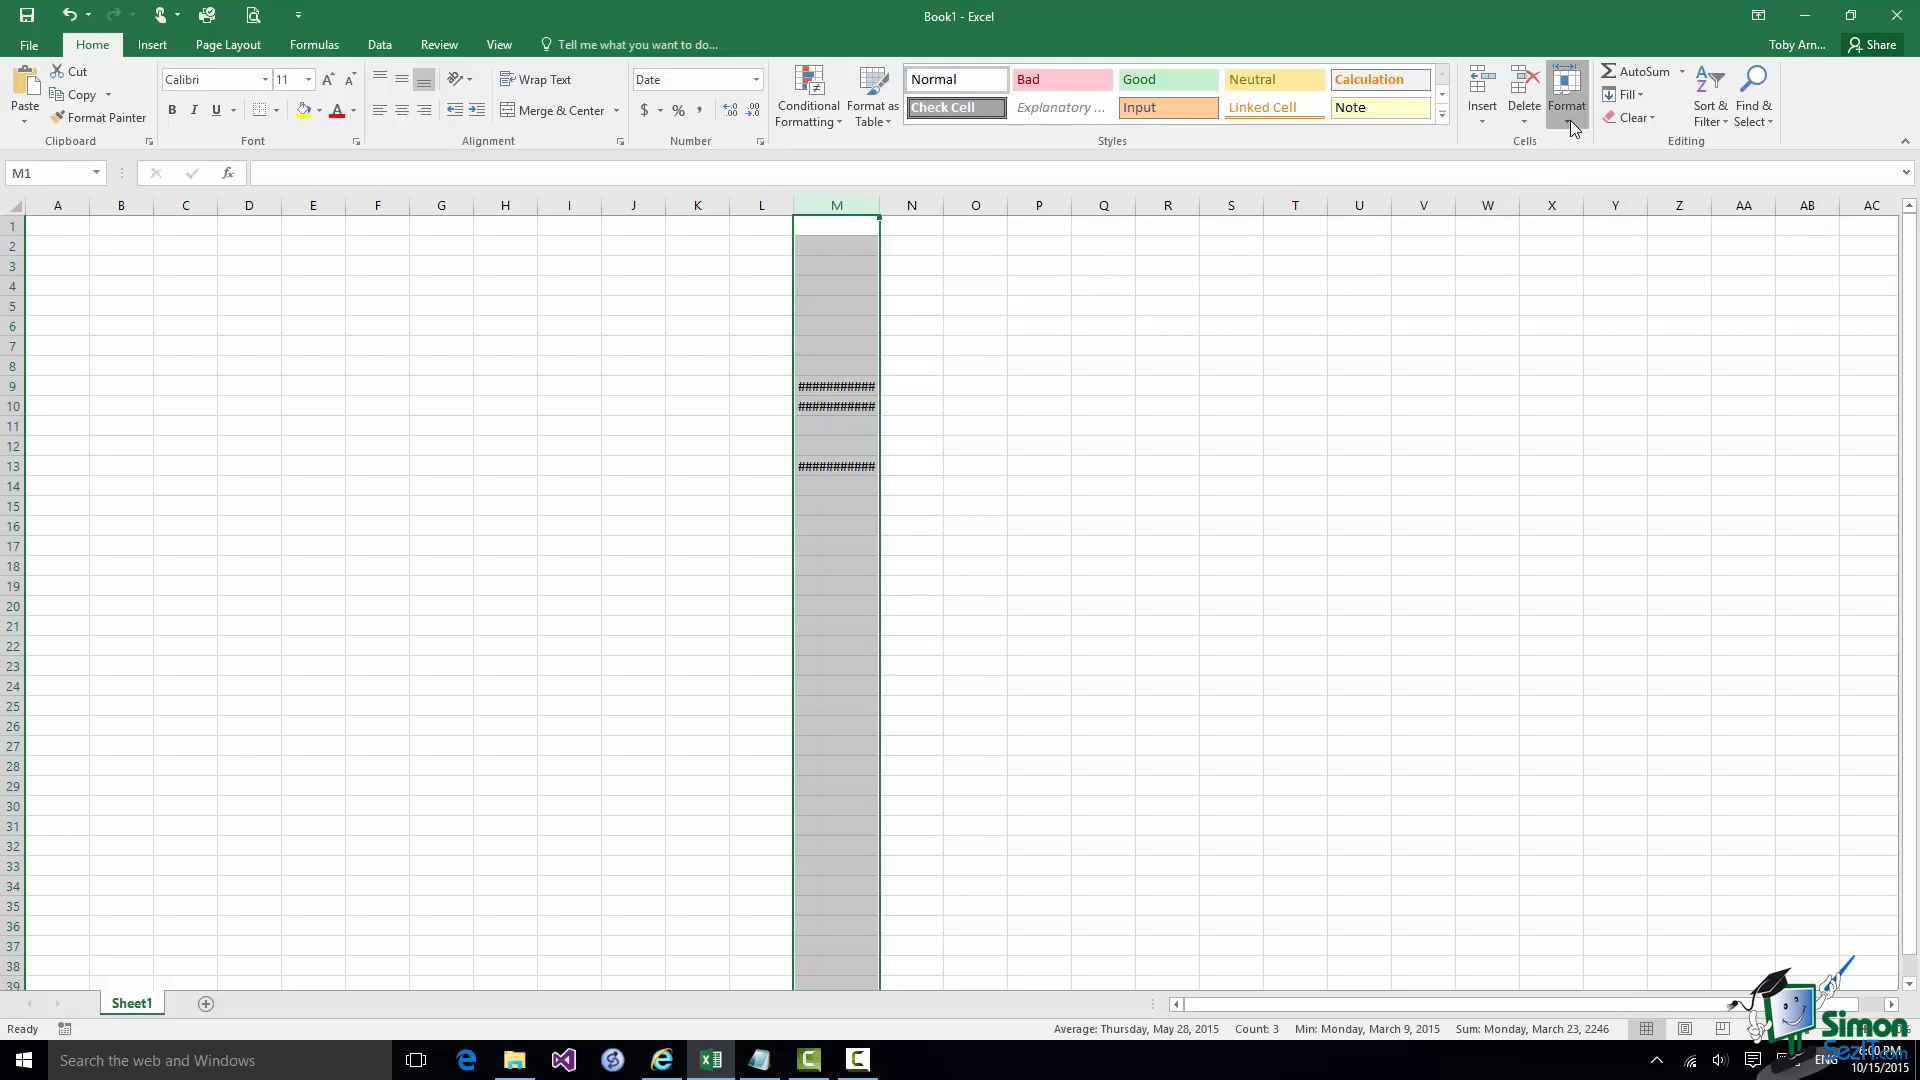 Book1 - Excel
Toby Arn...
Share
File
Home
Insert
Page Layout
Formulas
Data
Review
View
Tell me what you want to do...
Paste
Cut
Copy
Format Painter
Clipboard
Calibri
11
B
I
U
Font
Wrap Text
Merge & Center
Alignment
Date
$
%
,
Number
Conditional
Formatting
Format as
Table
Normal
Bad
Good
Neutral
Calculation
Check Cell
Explanatory ...
Input
Linked Cell
Note
Styles
Insert
Delete
Format
Cells
AutoSum
Fill
Clear
Sort &
Filter
Find &
Select
Editing
M1
fx
A B C D E F G H I J K L M N O P Q R S T U V W X Y Z AA AB AC
1
2
3
4
5
6
7
8
9 ###########
10 ###########
11
12
13 ###########
14
15
16
17
18
19
20
21
22
23
24
25
26
27
28
29
30
31
32
33
34
35
36
37
38
39
Sheet1
Ready
Average: Thursday, May 28, 2015
Count: 3
Min: Monday, March 9, 2015
Sum: Monday, March 23, 2246
Simon
SezIT.com
Search the web and Windows
ENG
6:00 PM
10/15/2015